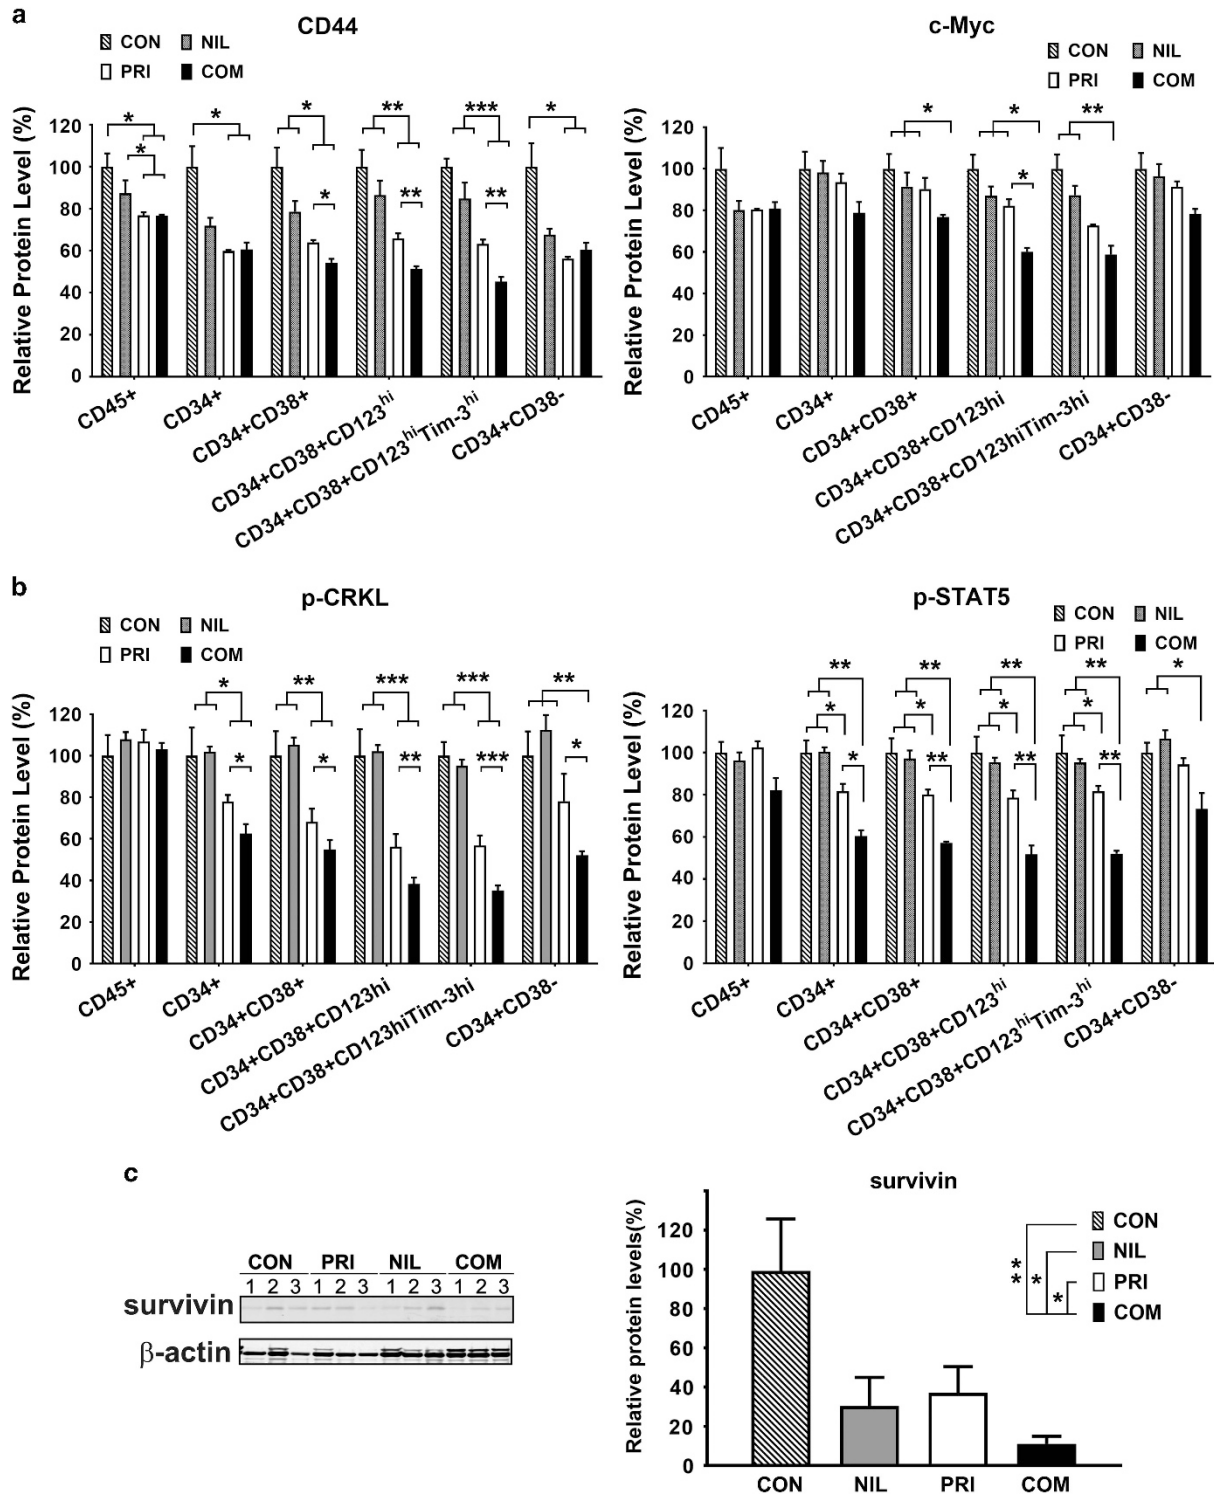 a
CD44
c-Myc
CON NIL
PRI COM
CON NIL
PRI COM
Relative Protein Level (%)
120
100
80
60
40
20
0
* * * * ** ** *** ** * *
CD45+
CD34+
CD34+CD38+
CD34+CD38+CD123hi
CD34+CD38+CD123hiTim-3hi
CD34+CD38-
Relative Protein Level (%)
120
100
80
60
40
20
0
* * * **
CD45+
CD34+
CD34+CD38+
CD34+CD38+CD123hi
CD34+CD38+CD123hiTim-3hi
CD34+CD38-
b
p-CRKL
p-STAT5
CON NIL
PRI COM
CON NIL
PRI COM
Relative Protein Level (%)
120
100
80
60
40
20
0
* * ** * *** ** *** *** ** *
CD45+
CD34+
CD34+CD38+
CD34+CD38+CD123hi
CD34+CD38+CD123hiTim-3hi
CD34+CD38-
Relative Protein Level (%)
120
100
80
60
40
20
0
** * * ** * ** ** * ** ** * ** *
CD45+
CD34+
CD34+CD38+
CD34+CD38+CD123hi
CD34+CD38+CD123hiTim-3hi
CD34+CD38-
c
CON PRI NIL COM
1 2 3 1 2 3 1 2 3 1 2 3
survivin
β-actin
survivin
Relative protein levels(%)
120
100
80
60
40
20
0
CON
NIL
PRI
COM
** * *
CON NIL PRI COM